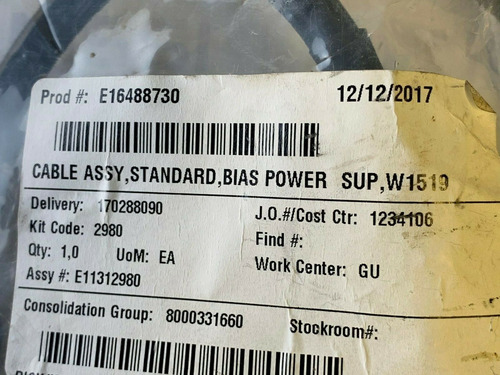 Prod #: E16488730 12/12/2017
CABLE ASSY,STANDARD,BIAS POWER SUP,W1519
Delivery: 170288090 J.O.#/Cost Ctr: 1234106
Kit Code: 2980 Find #:
Qty: 1,0 UoM: EA Work Center: GU
Assy #: E11312980
Consolidation Group: 8000331660 Stockroom#: